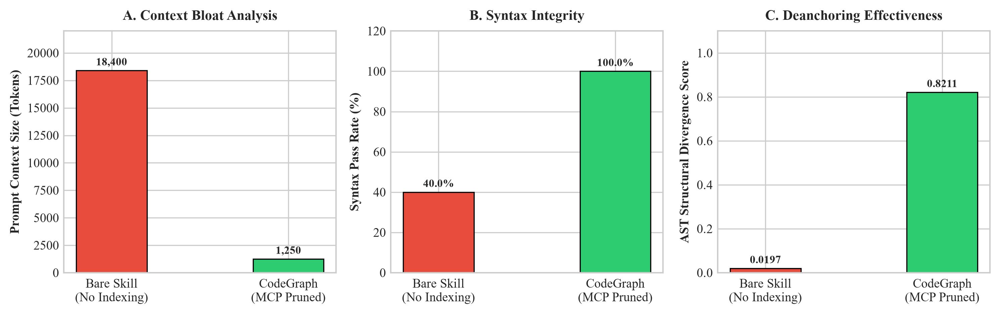 A. Context Bloat Analysis
Prompt Context Size (Tokens)
20000
17500
15000
12500
10000
7500
5000
2500
0
18,400
1,250
Bare Skill
(No Indexing)
CodeGraph
(MCP Pruned)
B. Syntax Integrity
Syntax Pass Rate (%)
120
100
80
60
40
20
0
40.0%
100.0%
Bare Skill
(No Indexing)
CodeGraph
(MCP Pruned)
C. Deanchoring Effectiveness
AST Structural Divergence Score
1.0
0.8
0.6
0.4
0.2
0.0
0.0197
0.8211
Bare Skill
(No Indexing)
CodeGraph
(MCP Pruned)